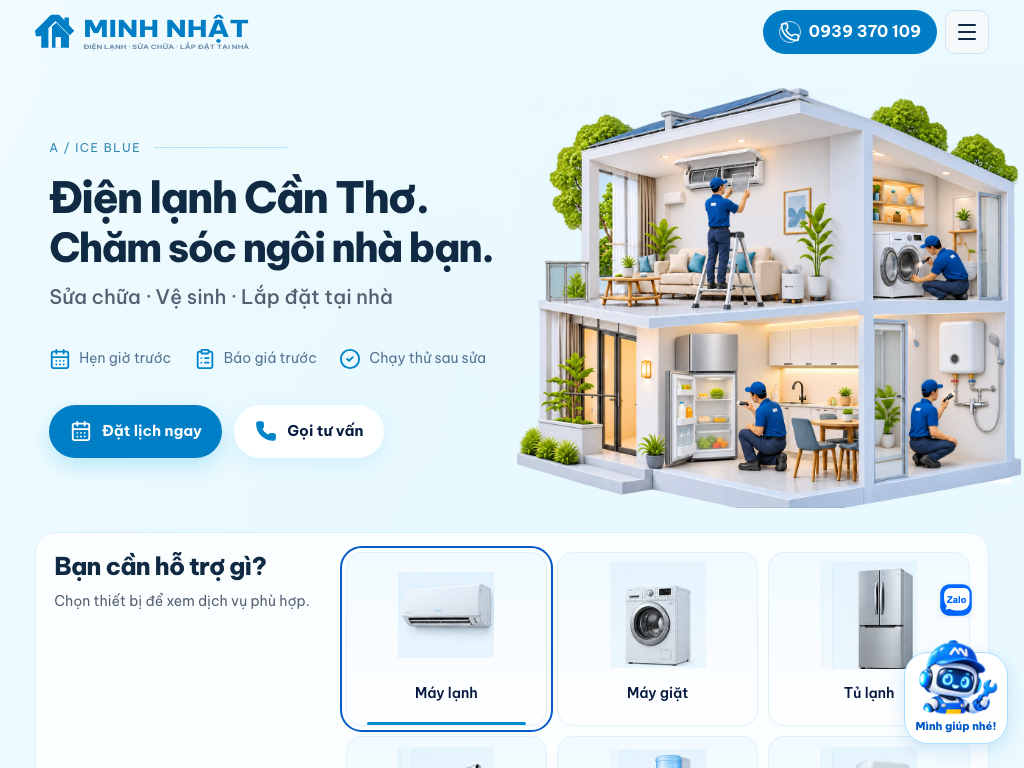 MINH NHẬT
ĐIỆN LẠNH · SỬA CHỮA · LẮP ĐẶT TẠI NHÀ
0939 370 109
A / ICE BLUE
Điện lạnh Cần Thơ.
Chăm sóc ngôi nhà bạn.
Sửa chữa · Vệ sinh · Lắp đặt tại nhà
Hẹn giờ trước
Báo giá trước
Chạy thử sau sửa
Đặt lịch ngay
Gọi tư vấn
Bạn cần hỗ trợ gì?
Chọn thiết bị để xem dịch vụ phù hợp.
Máy lạnh
Máy giặt
Tủ lạnh
Zalo
Mình giúp nhé!